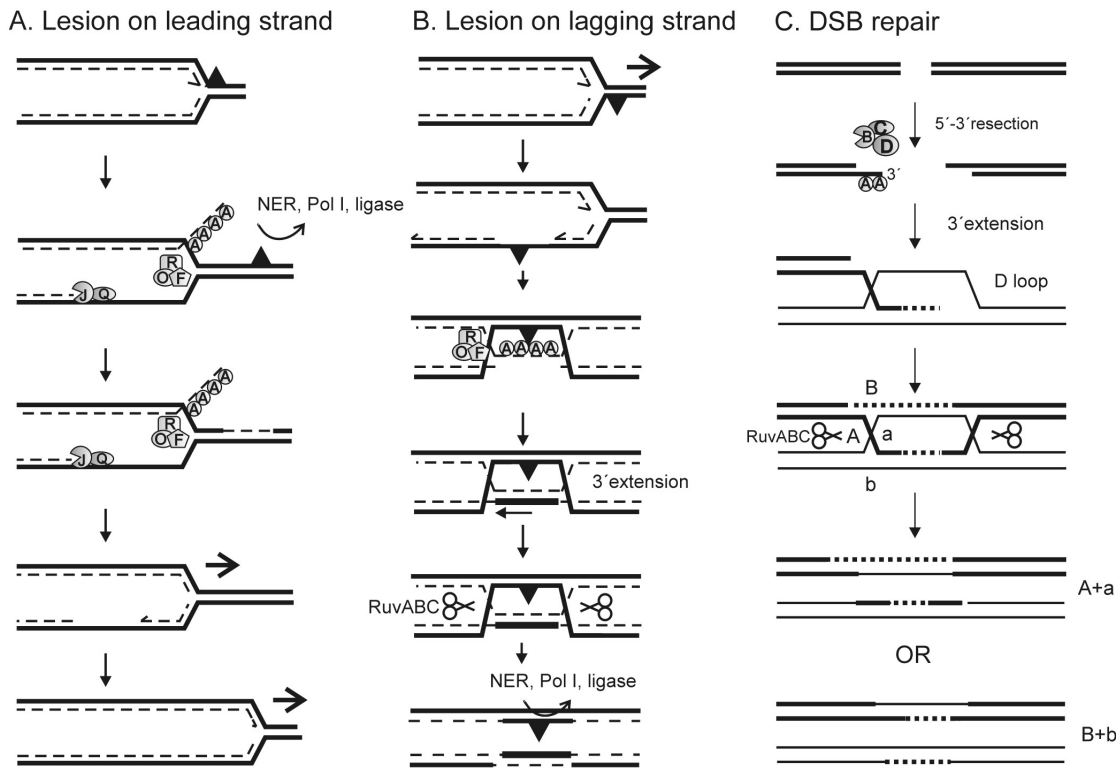 A. Lesion on leading strand
NER, Pol I, ligase
A
A
A
A
R
O F
J Q
A
A
A
A
R
O F
J Q
B. Lesion on lagging strand
R
O F
A A A A
3´extension
RuvABC
NER, Pol I, ligase
C. DSB repair
5´-3´resection
B C
D
3´
A A
3´extension
D loop
B
RuvABC A a
b
A+a
OR
B+b